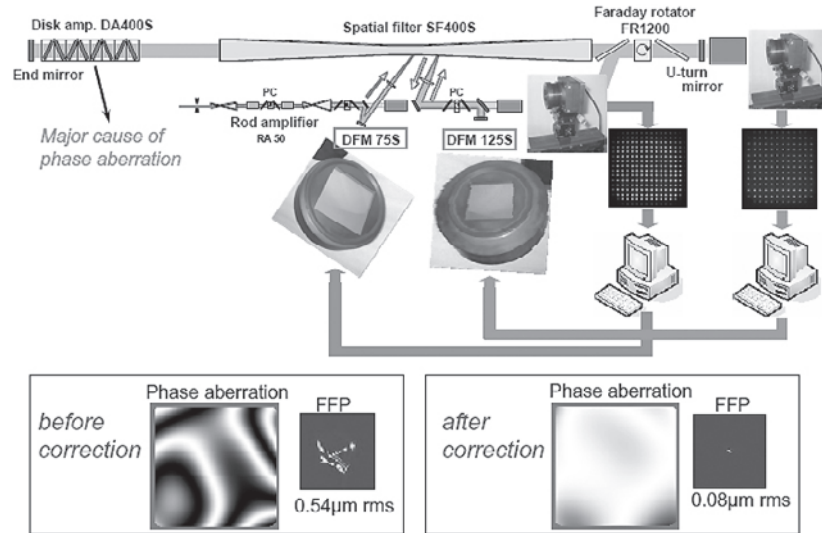 Disk amp. DA400S
Spatial filter SF400S
Faraday rotator
FR1200
End mirror
U-turn
mirror
PC
PC
Rod amplifier
RA 50
DFM 75S
DFM 125S
Major cause of
phase aberration
before
correction
Phase aberration
FFP
0.54μm rms
after
correction
Phase aberration
FFP
0.08μm rms